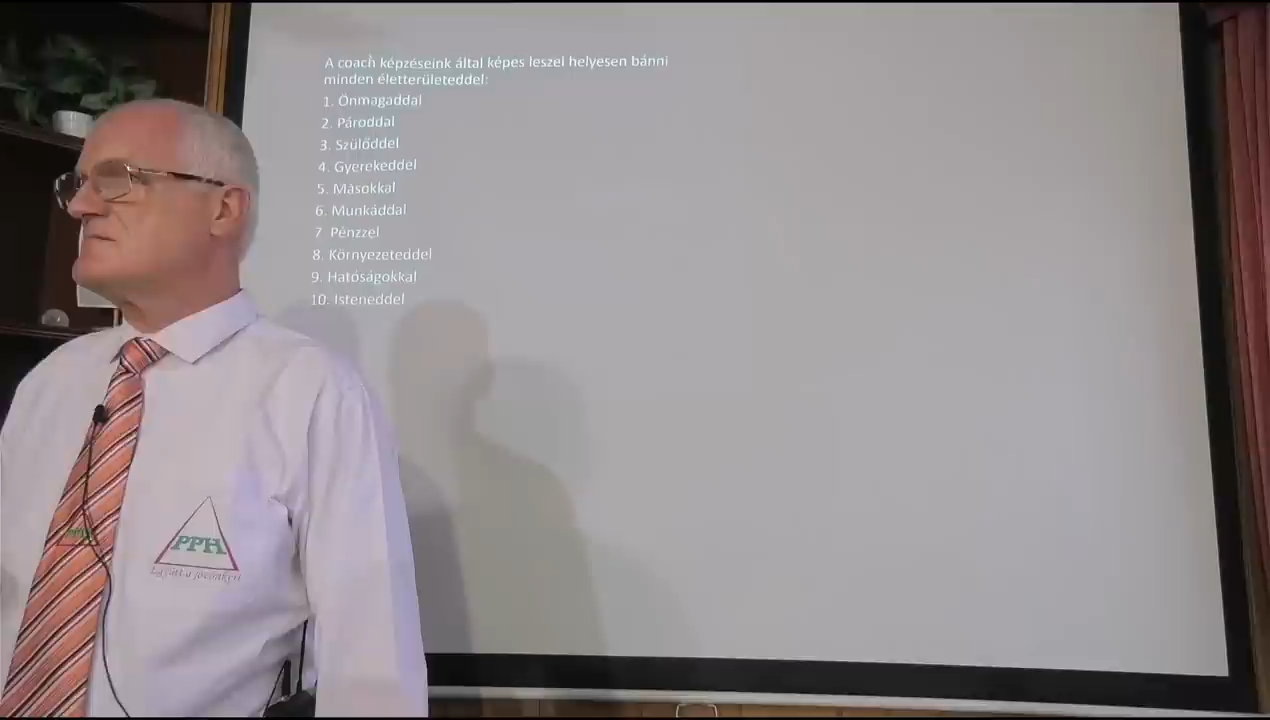 A coach képzéseink által képes leszel helyesen bánni
minden életterületeddel:
1. Önmagaddal
2. Pároddal
3. Szülőddel
4. Gyerekeddel
5. Másokkal
6. Munkáddal
7 Pénzzel
8. Környezeteddel
9. Hatóságokkal
10. Isteneddel
PPH
Együtt a